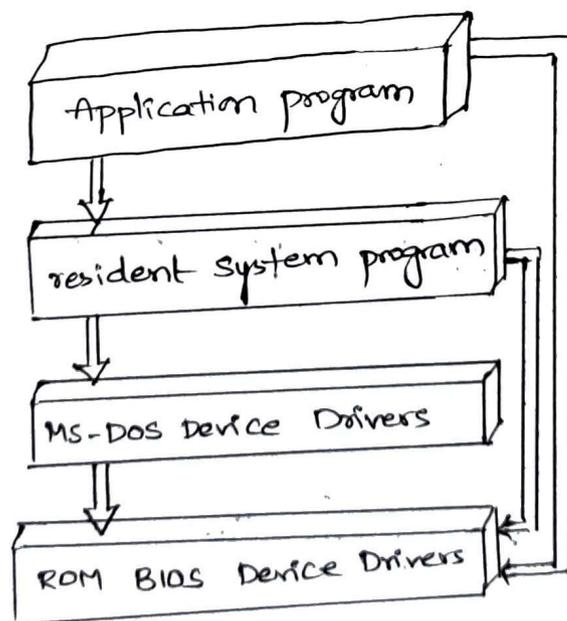 Application program
resident system program
MS-DOS Device Drivers
ROM BIOS Device Drivers